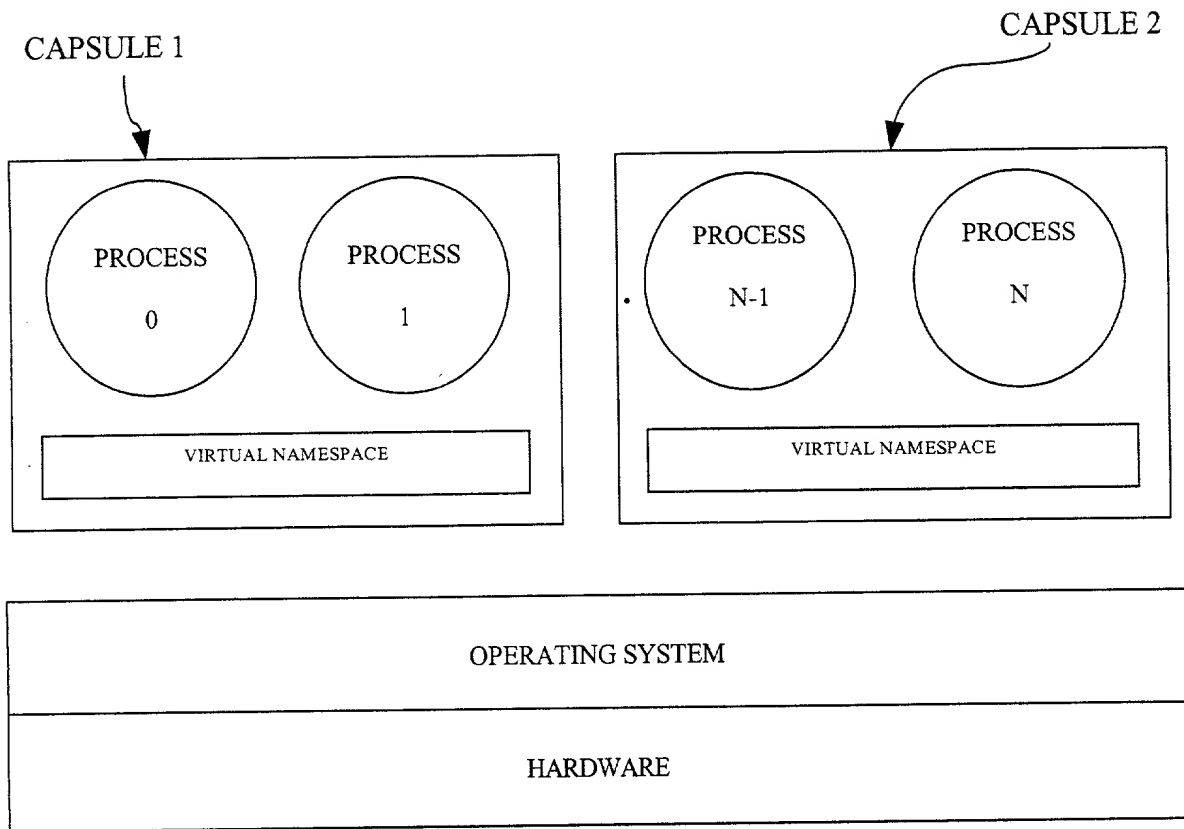 CAPSULE 1
CAPSULE 2
PROCESS
0
PROCESS
1
PROCESS
N-1
PROCESS
N
VIRTUAL NAMESPACE
VIRTUAL NAMESPACE
OPERATING SYSTEM
HARDWARE